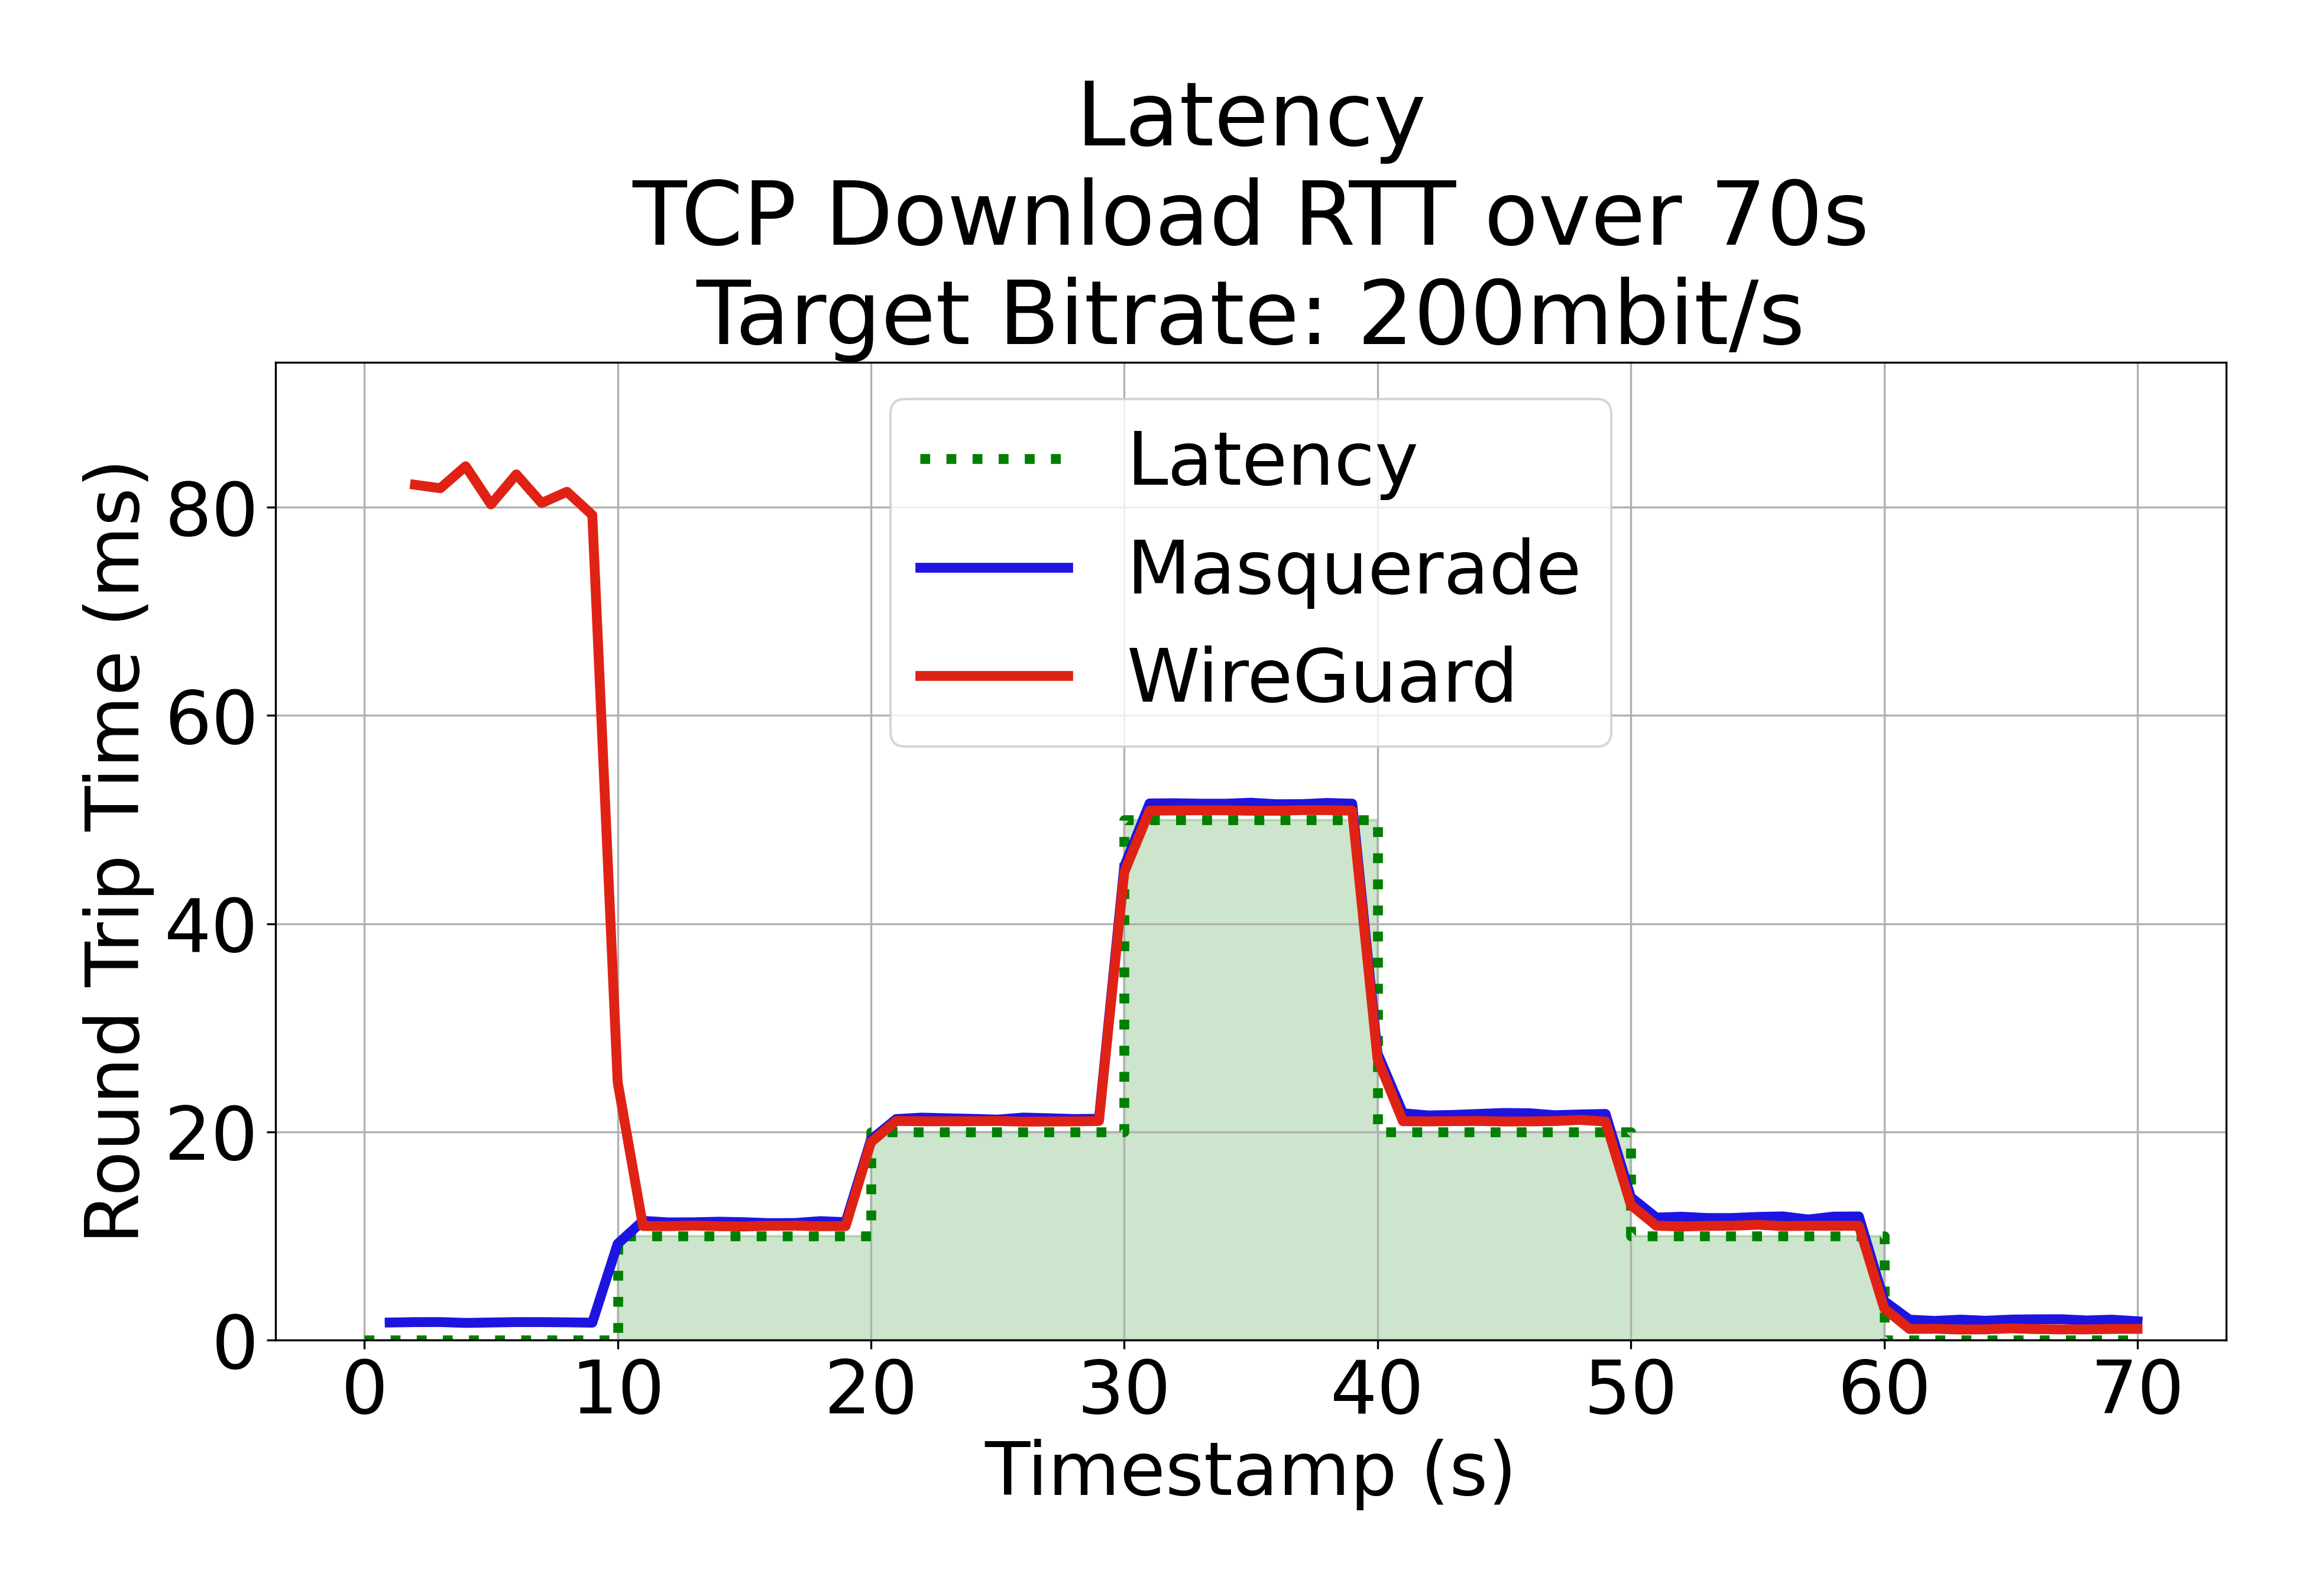 Latency
TCP Download RTT over 70s
Target Bitrate: 200mbit/s
Latency
Masquerade
WireGuard
Round Trip Time (ms)
80
60
40
20
0
0 10 20 30 40 50 60 70
Timestamp (s)